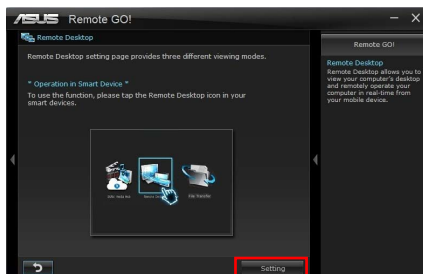 ASUS Remote GO!
Remote Desktop
Remote Desktop setting page provides three different viewing modes.
* Operation in Smart Device *
To use the function, please tap the Remote Desktop icon in your
smart devices.
File Transfer
Setting
Remote GO!
Remote Desktop
Remote Desktop allows you to
view your computer's desktop
and remotely operate your
computer in real-time from
your mobile device.